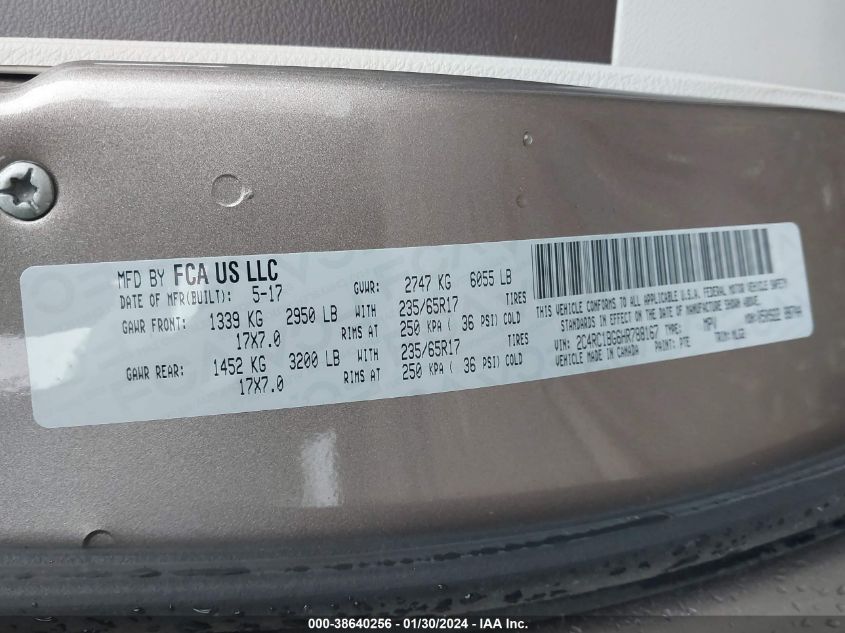 MFD BY FCA US LLC
DATE OF MFR(BUILT): 5-17 GVWR: 2747 KG 6055 LB
GAWR FRONT: 1339 KG 2950 LB WITH 235/65R17 TIRES
17X7.0 RIMS AT 250 KPA ( 36 PSI) COLD
GAWR REAR: 1452 KG 3200 LB WITH 235/65R17 TIRES
17X7.0 RIMS AT 250 KPA ( 36 PSI) COLD
THIS VEHICLE CONFORMS TO ALL APPLICABLE U.S.A. FEDERAL MOTOR VEHICLE SAFETY
STANDARDS IN EFFECT ON THE DATE OF MANUFACTURE SHOWN ABOVE.
VIN: 2C4RC1BG6HR788167 TYPE: MPV
MADE IN CANADA PAINT: PTE TRIM: MLG2
000-38640256 - 01/30/2024 - IAA Inc.